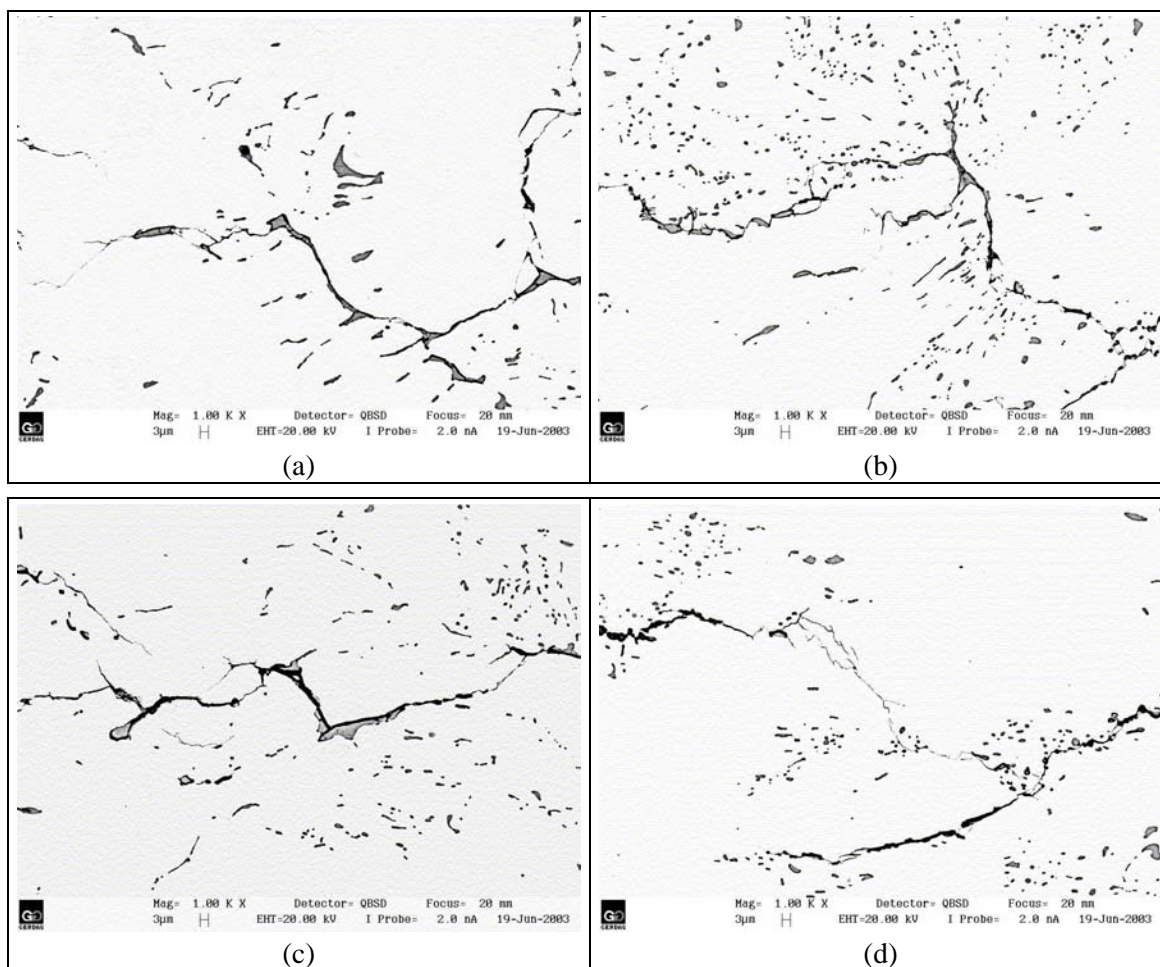 Mag= 1.00 K X Detector= QBSD Focus= 20 mm
3µm EHT=20.00 kV I Probe= 2.0 nA 19-Jun-2003
GERDAU
(a)
Mag= 1.00 K X Detector= QBSD Focus= 20 mm
3µm EHT=20.00 kV I Probe= 2.0 nA 19-Jun-2003
GERDAU
(b)
Mag= 1.00 K X Detector= QBSD Focus= 20 mm
3µm EHT=20.00 kV I Probe= 2.0 nA 19-Jun-2003
GERDAU
(c)
Mag= 1.00 K X Detector= QBSD Focus= 20 mm
3µm EHT=20.00 kV I Probe= 2.0 nA 19-Jun-2003
GERDAU
(d)